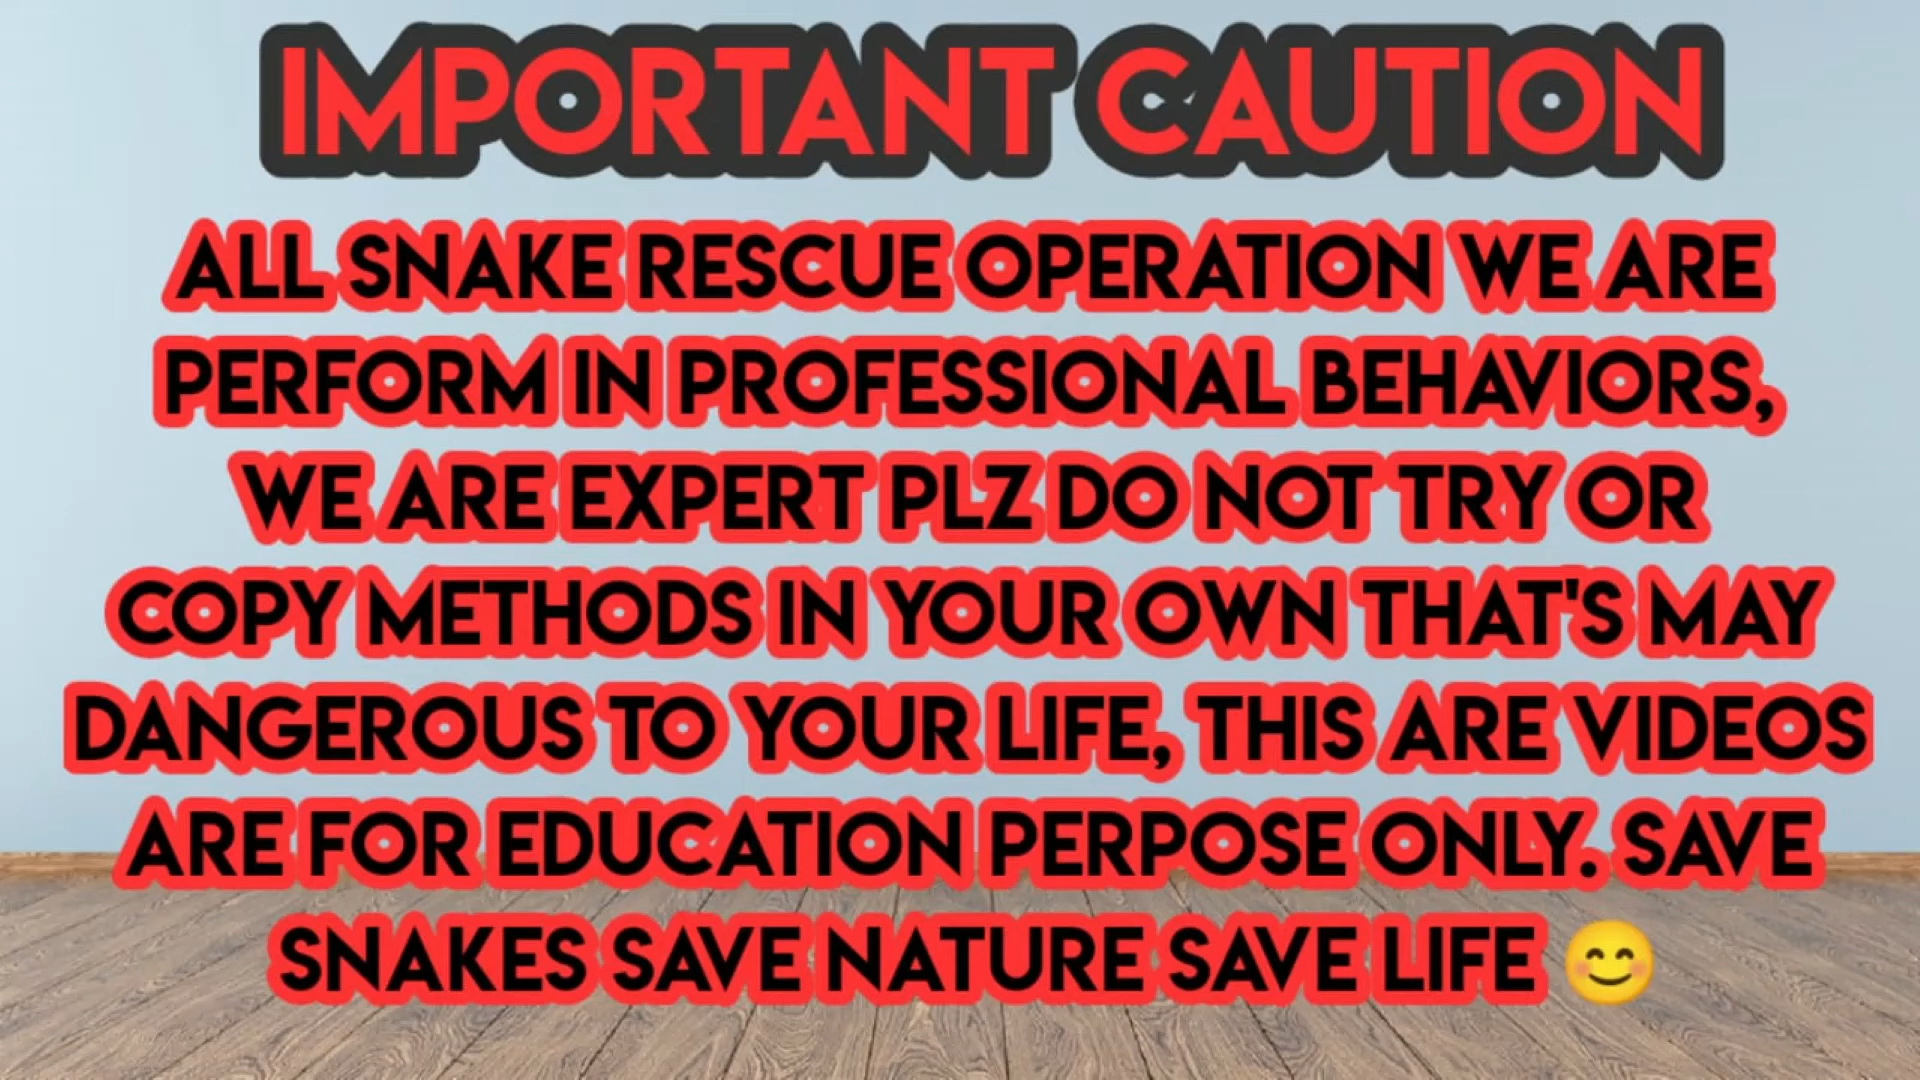 IMPORTANT CAUTION
ALL SNAKE RESCUE OPERATION WE ARE
PERFORM IN PROFESSIONAL BEHAVIORS,
WE ARE EXPERT PLZ DO NOT TRY OR
COPY METHODS IN YOUR OWN THAT'S MAY
DANGEROUS TO YOUR LIFE, THIS ARE VIDEOS
ARE FOR EDUCATION PERPOSE ONLY. SAVE
SNAKES SAVE NATURE SAVE LIFE 😊